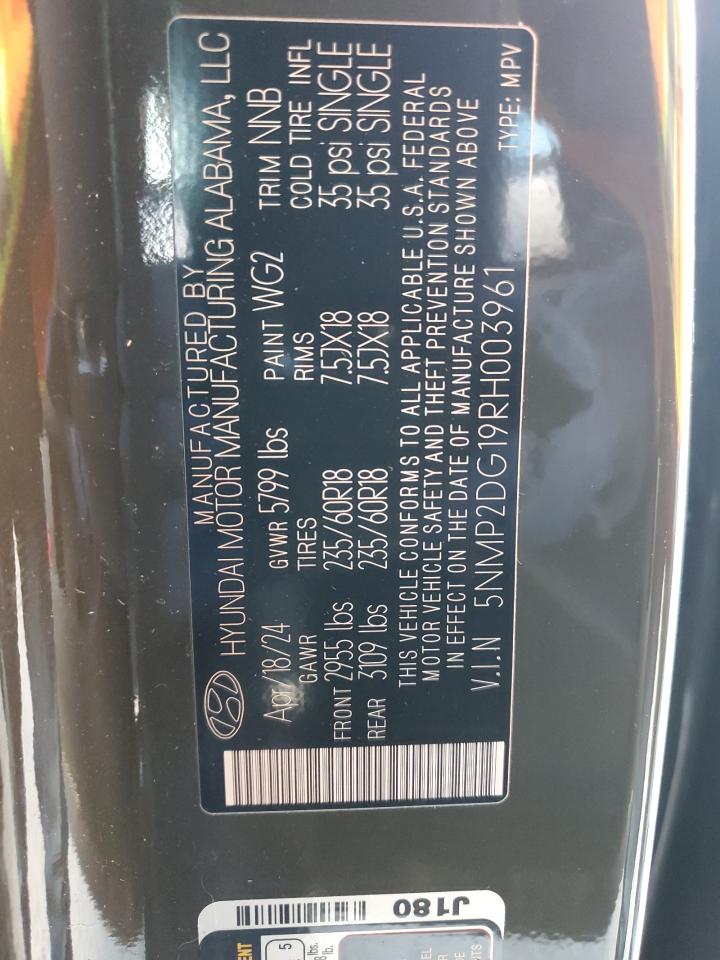 MANUFACTURED BY
HYUNDAI MOTOR MANUFACTURING ALABAMA, LLC
Apr/18/24 GVWR 5799 lbs PAINT WG2 TRIM NNB
GAWR TIRES RIMS COLD TIRE INFL
FRONT 2955 lbs 235/60R18 7.5JX18 35 psi SINGLE
REAR 3109 lbs 235/60R18 7.5JX18 35 psi SINGLE
THIS VEHICLE CONFORMS TO ALL APPLICABLE U.S.A. FEDERAL
MOTOR VEHICLE SAFETY AND THEFT PREVENTION STANDARDS
IN EFFECT ON THE DATE OF MANUFACTURE SHOWN ABOVE
V.I.N 5NMP2DG19RH003961 TYPE: MPV
J180
5